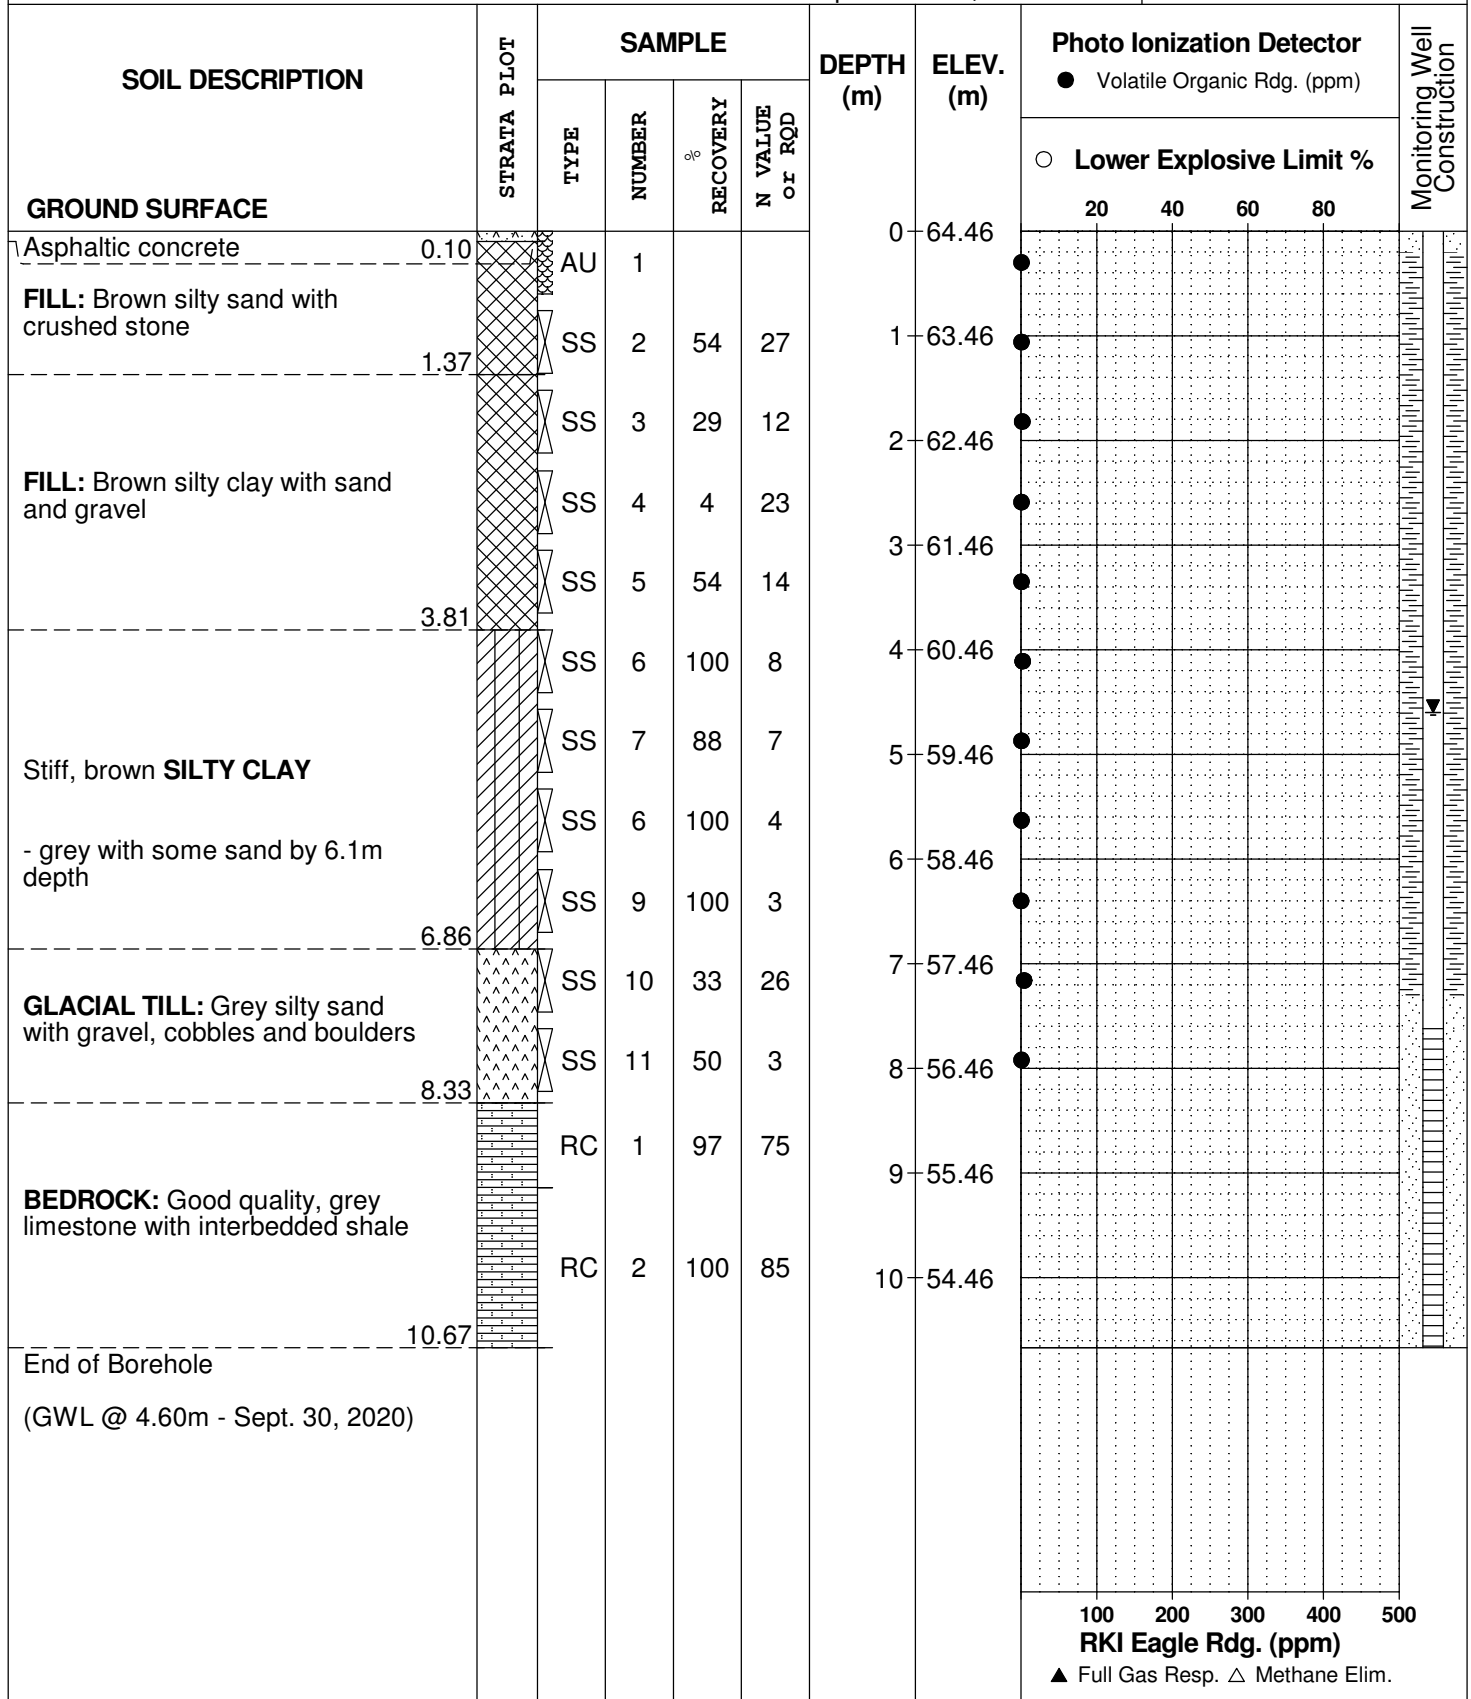 SOIL DESCRIPTION
GROUND SURFACE
STRATA PLOT
SAMPLE
TYPE
NUMBER
% RECOVERY
N VALUE or RQD
DEPTH (m)
ELEV. (m)
Photo Ionization Detector
● Volatile Organic Rdg. (ppm)
○ Lower Explosive Limit %
20 40 60 80
Monitoring Well Construction
0 64.46
Asphaltic concrete 0.10
AU 1
FILL: Brown silty sand with
crushed stone
1.37
SS 2 54 27
1 63.46
SS 3 29 12
2 62.46
FILL: Brown silty clay with sand
and gravel
SS 4 4 23
3 61.46
SS 5 54 14
3.81
SS 6 100 8
4 60.46
SS 7 88 7
5 59.46
Stiff, brown SILTY CLAY
SS 6 100 4
- grey with some sand by 6.1m
depth
6 58.46
SS 9 100 3
6.86
7 57.46
SS 10 33 26
GLACIAL TILL: Grey silty sand
with gravel, cobbles and boulders
SS 11 50 3
8 56.46
8.33
RC 1 97 75
9 55.46
BEDROCK: Good quality, grey
limestone with interbedded shale
RC 2 100 85
10 54.46
10.67
End of Borehole
(GWL @ 4.60m - Sept. 30, 2020)
100 200 300 400 500
RKI Eagle Rdg. (ppm)
▲ Full Gas Resp. △ Methane Elim.